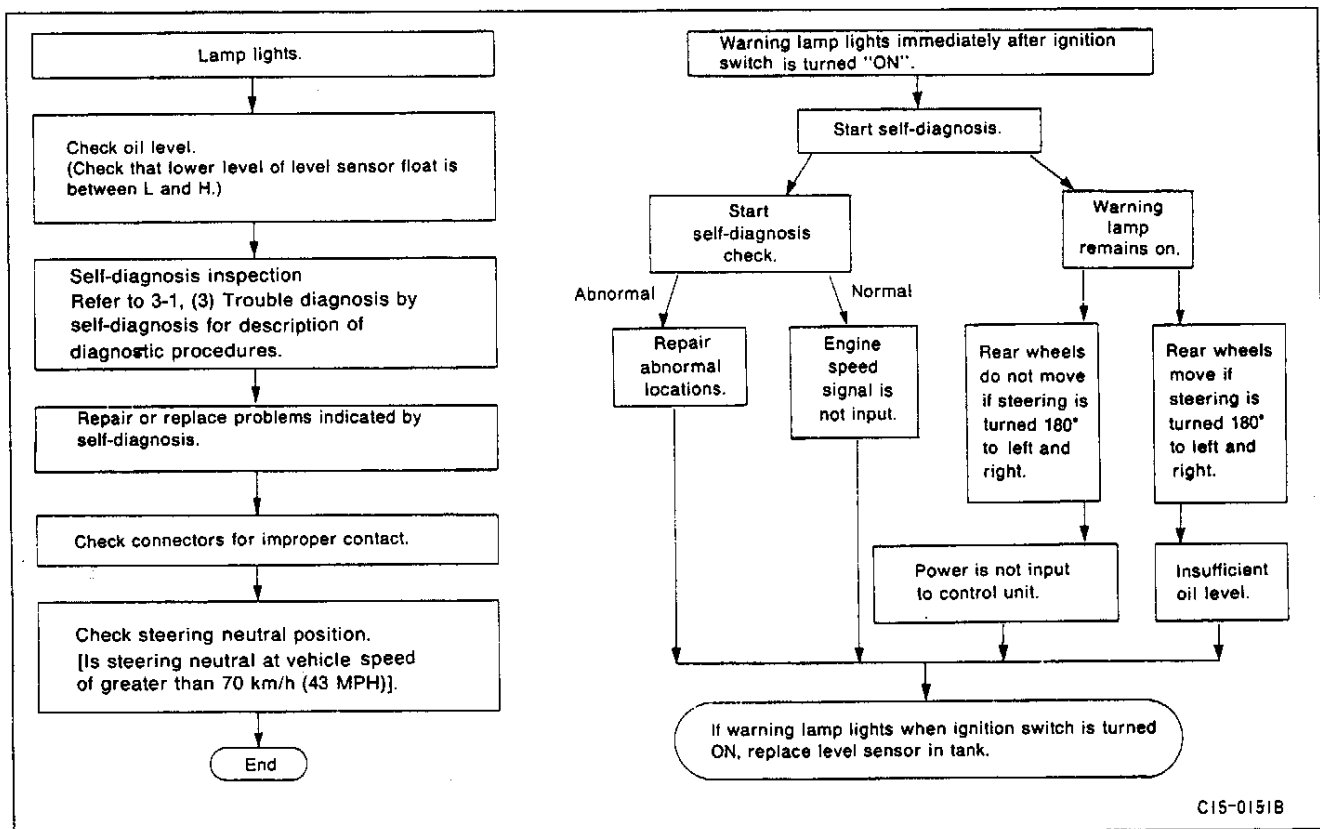 Lamp lights.
Check oil level.
(Check that lower level of level sensor float is
between L and H.)
Self-diagnosis inspection
Refer to 3-1, (3) Trouble diagnosis by
self-diagnosis for description of
diagnostic procedures.
Repair or replace problems indicated by
self-diagnosis.
Check connectors for improper contact.
Check steering neutral position.
[Is steering neutral at vehicle speed
of greater than 70 km/h (43 MPH)].
End
Warning lamp lights immediately after ignition
switch is turned "ON".
Start self-diagnosis.
Start
self-diagnosis
check.
Warning
lamp
remains on.
Abnormal
Normal
Repair
abnormal
locations.
Engine
speed
signal is
not input.
Rear wheels
do not move
if steering is
turned 180°
to left and
right.
Rear wheels
move if
steering is
turned 180°
to left and
right.
Power is not input
to control unit.
Insufficient
oil level.
If warning lamp lights when ignition switch is turned
ON, replace level sensor in tank.
C15-0151B